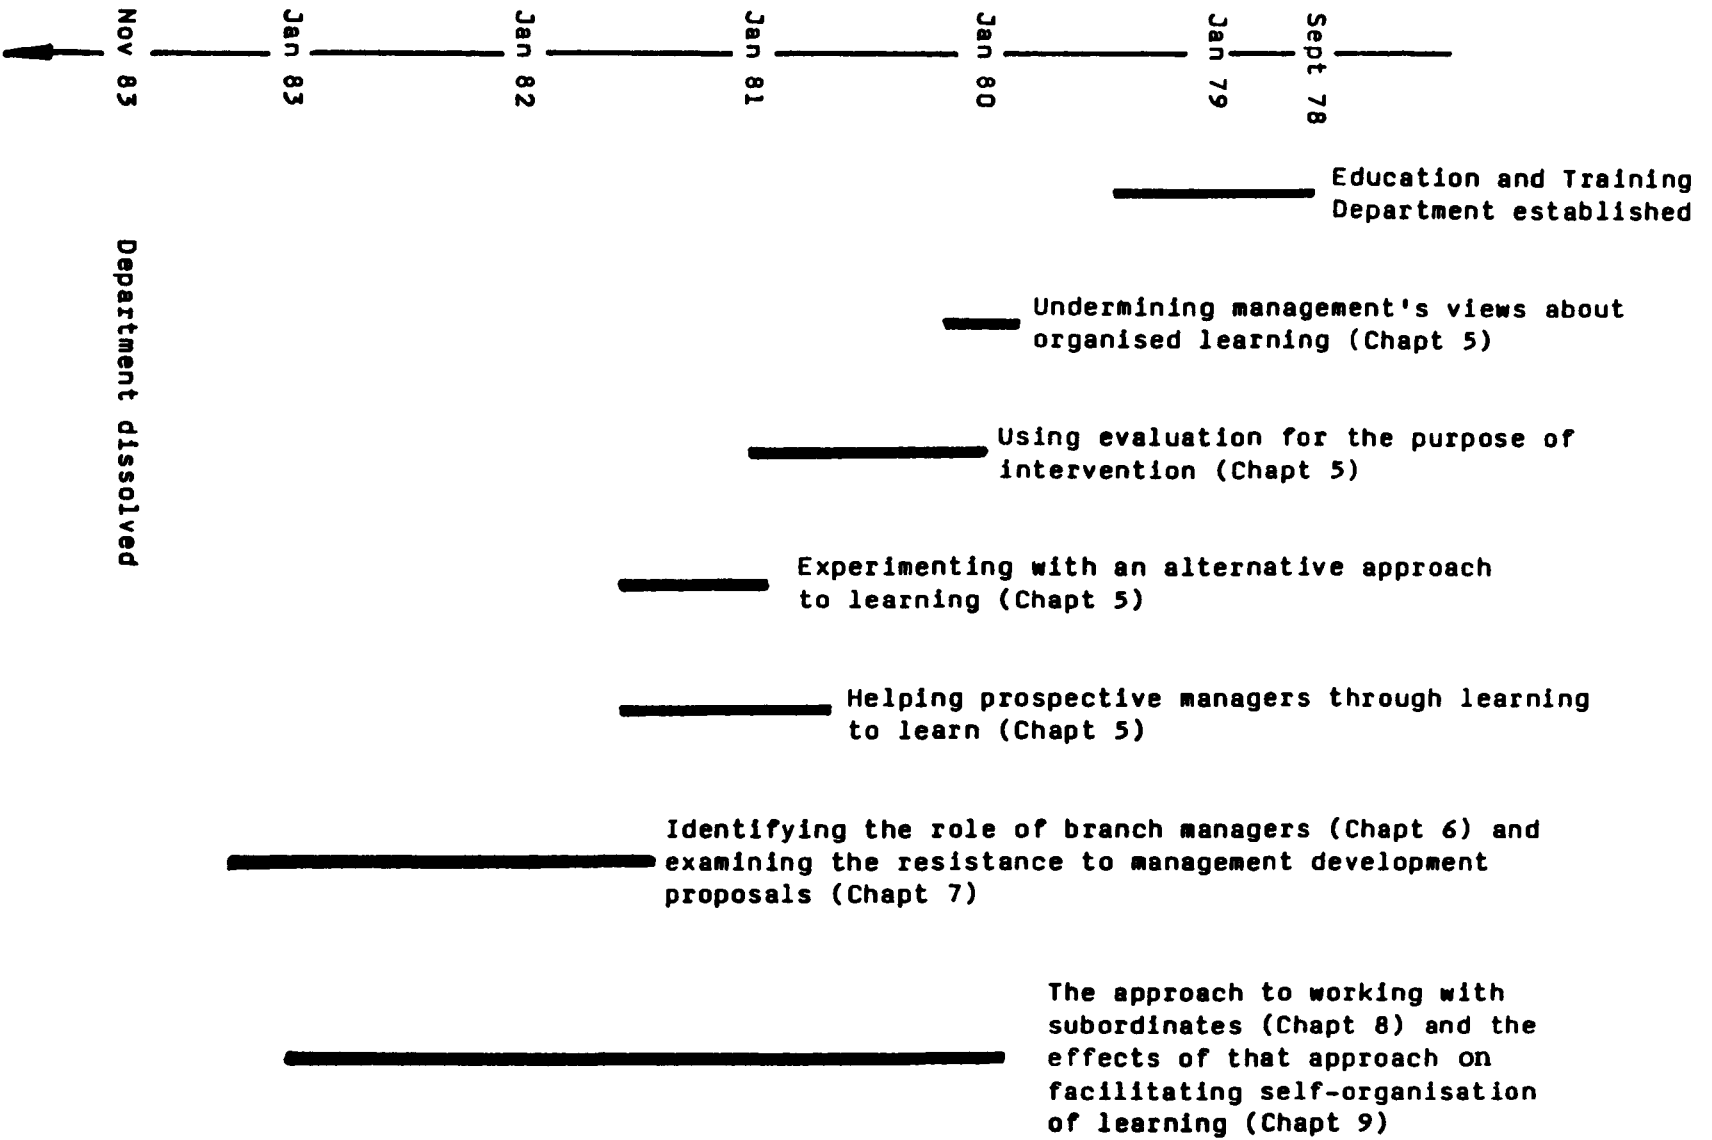 Nov 83
Jan 83
Jan 82
Jan 81
Jan 80
Jan 79
Sept 78
Education and Training
Department established
Undermining management's views about
organised learning (Chapt 5)
Department dissolved
Using evaluation for the purpose of
intervention (Chapt 5)
Experimenting with an alternative approach
to learning (Chapt 5)
Helping prospective managers through learning
to learn (Chapt 5)
Identifying the role of branch managers (Chapt 6) and
examining the resistance to management development
proposals (Chapt 7)
The approach to working with
subordinates (Chapt 8) and the
effects of that approach on
facilitating self-organisation
of learning (Chapt 9)